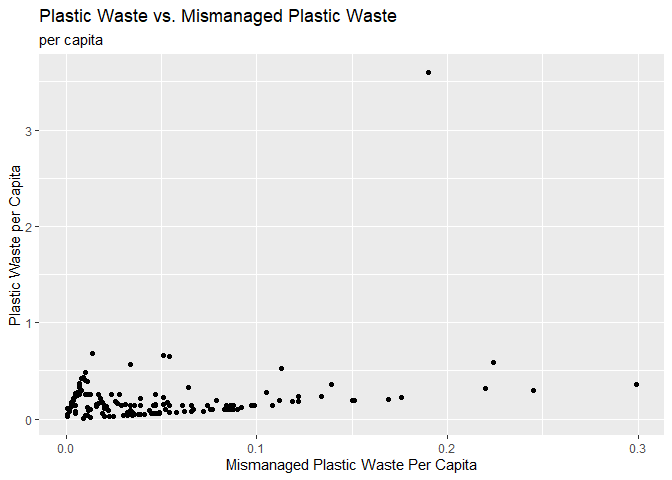 Plastic Waste vs. Mismanaged Plastic Waste
per capita
Plastic Waste per Capita
3
2
1
0
0.0 0.1 0.2 0.3
Mismanaged Plastic Waste Per Capita